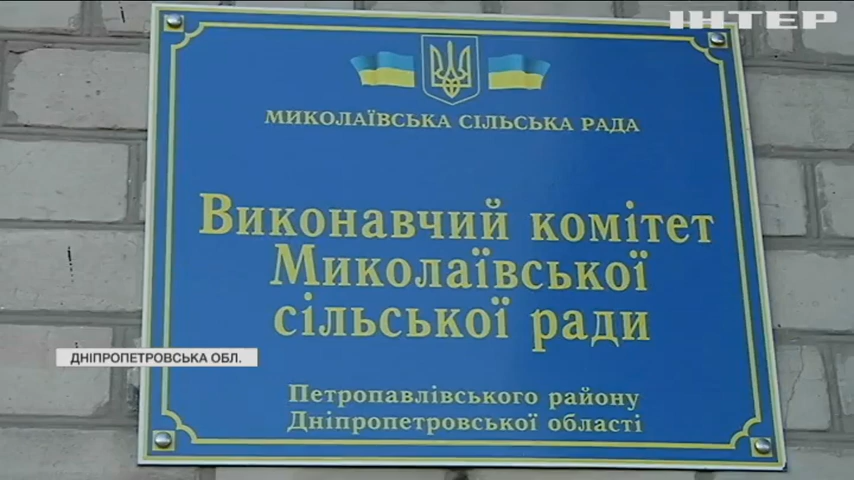 ІНТЕР
МИКОЛАЇВСЬКА СІЛЬСЬКА РАДА
Виконавчий комітет
Миколаївської
сільської ради
ДНІПРОПЕТРОВСЬКА ОБЛ.
Петропавлівського району
Дніпропетровської області